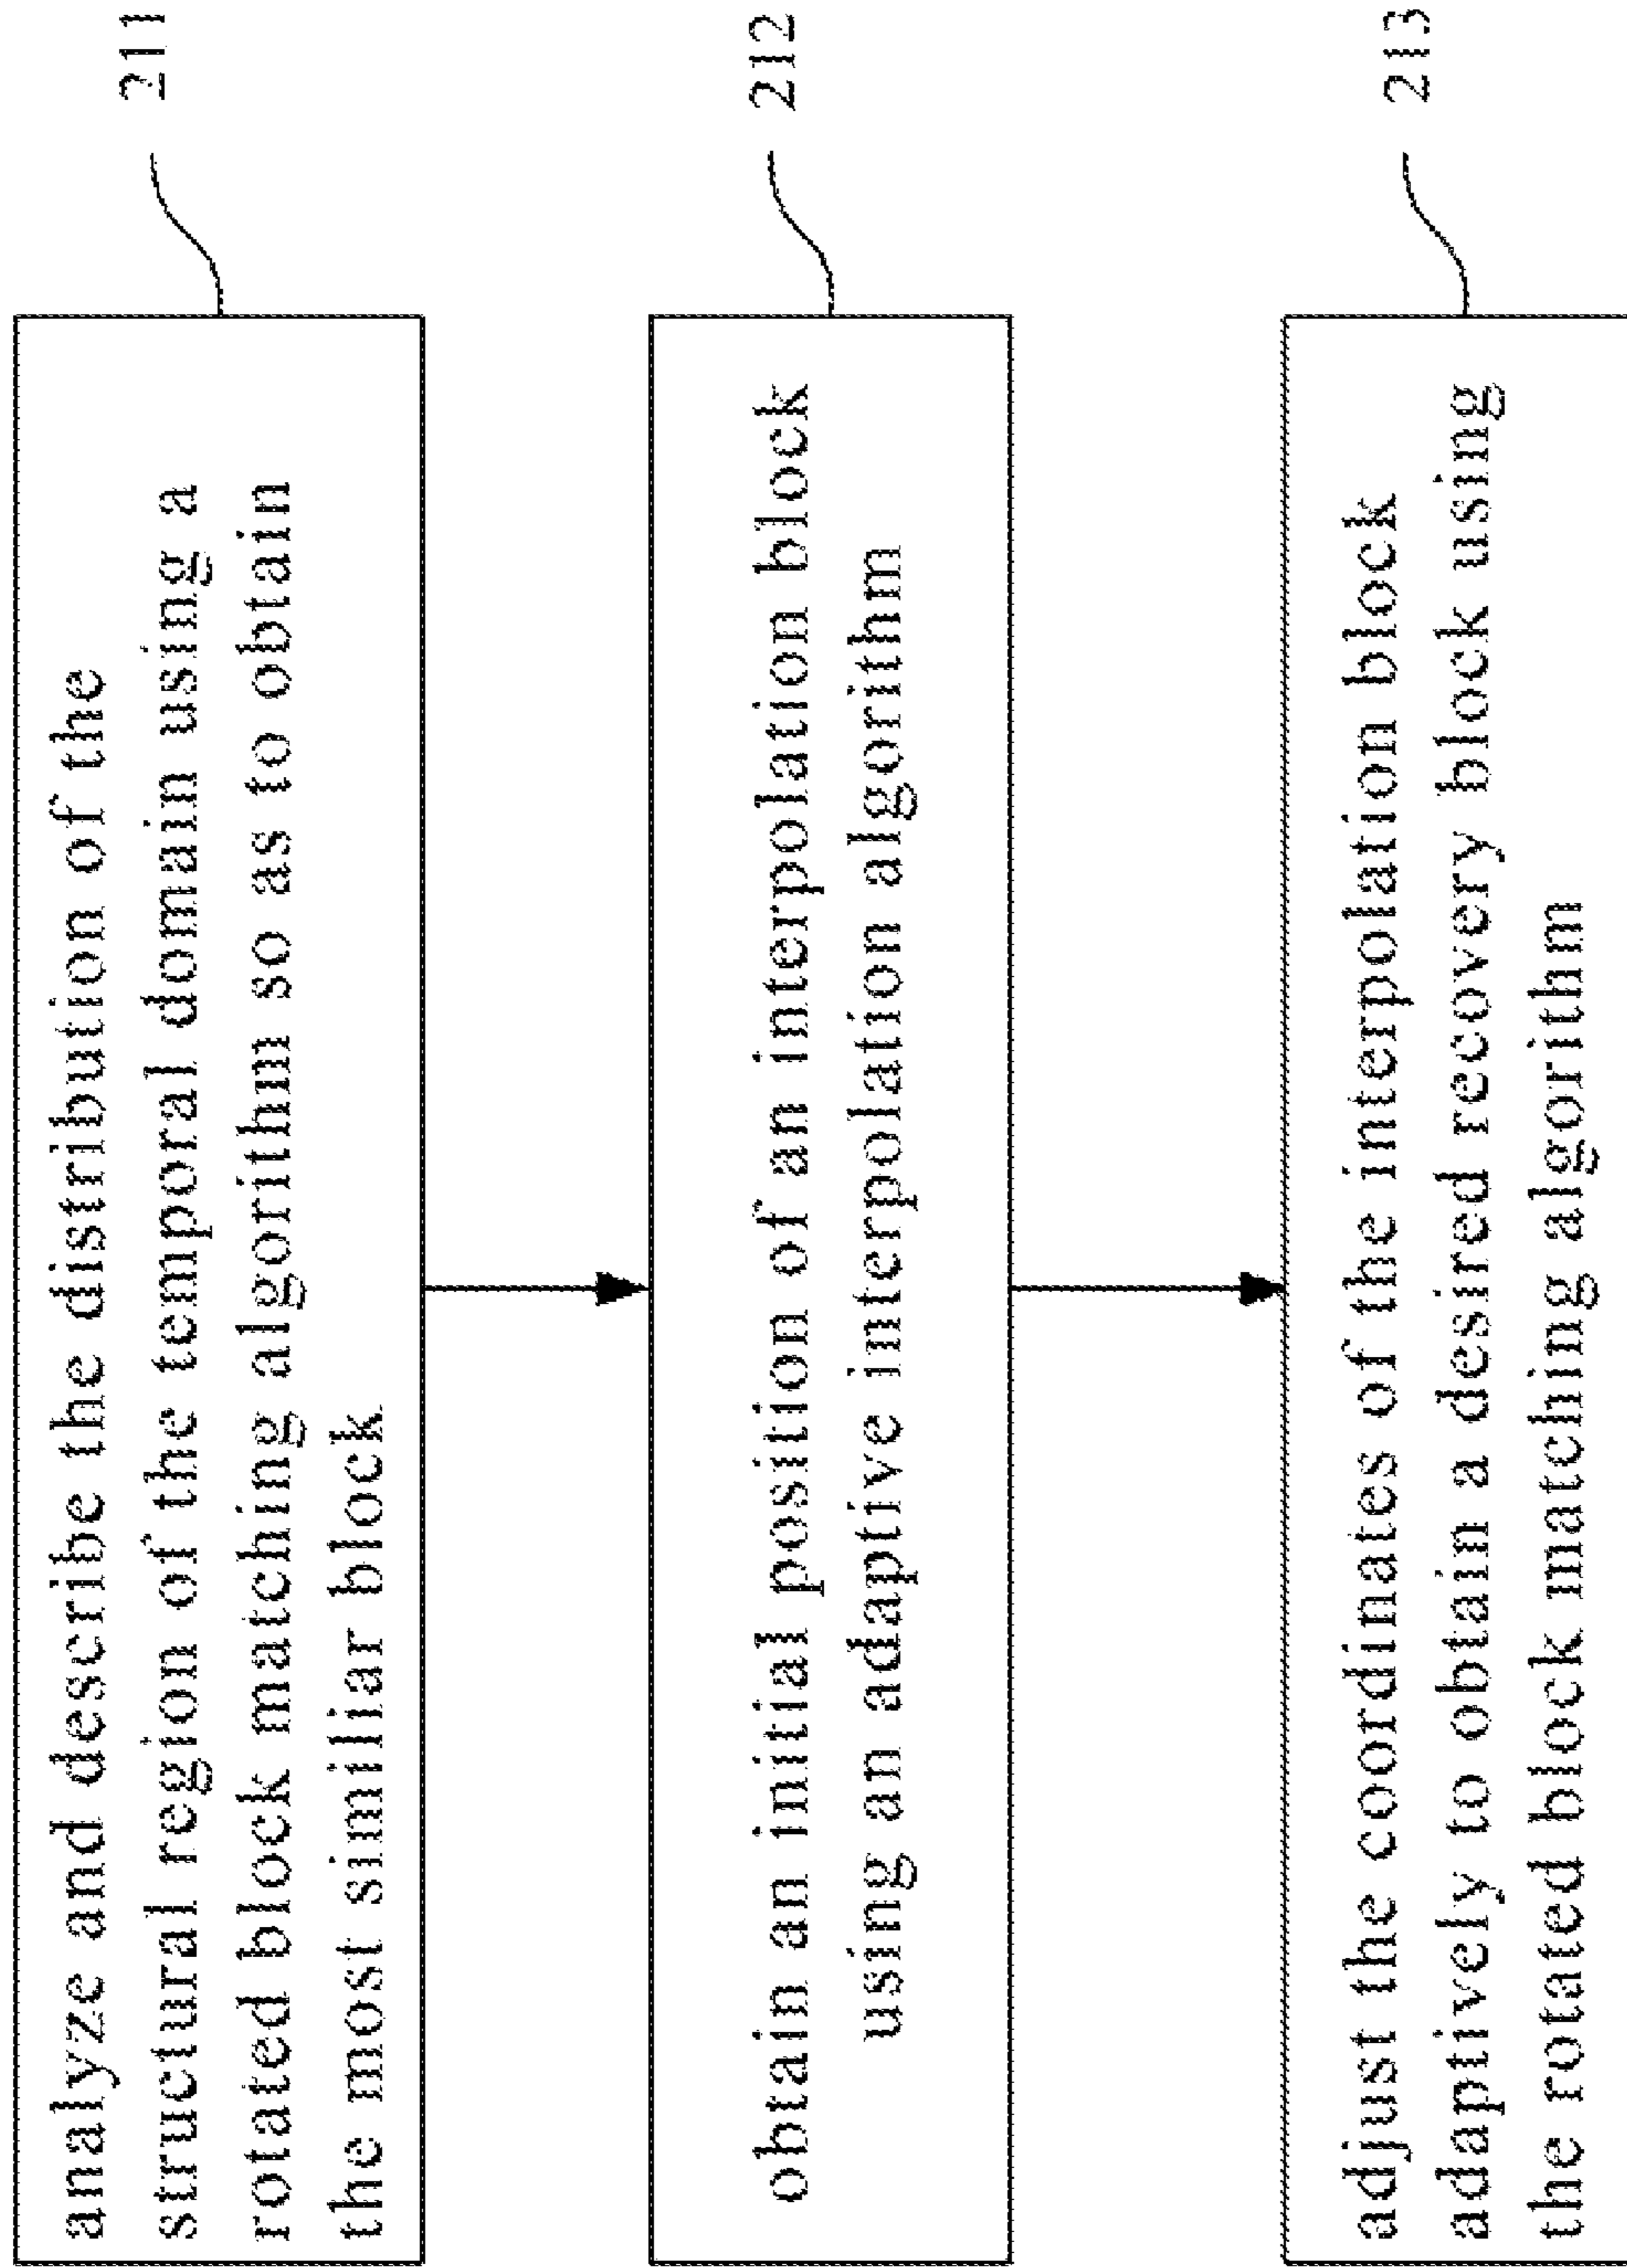 analyze and describe the distribution of the
structural region of the temporal domain using a
rotated block matching algorithm so as to obtain
the most similiar block
211
obtain an initial position of an interpolation block
using an adaptive interpolation algorithm
212
adjust the coordinates of the interpolation block
adaptively to obtain a desired recovery block using
the rotated block matching algorithm
213